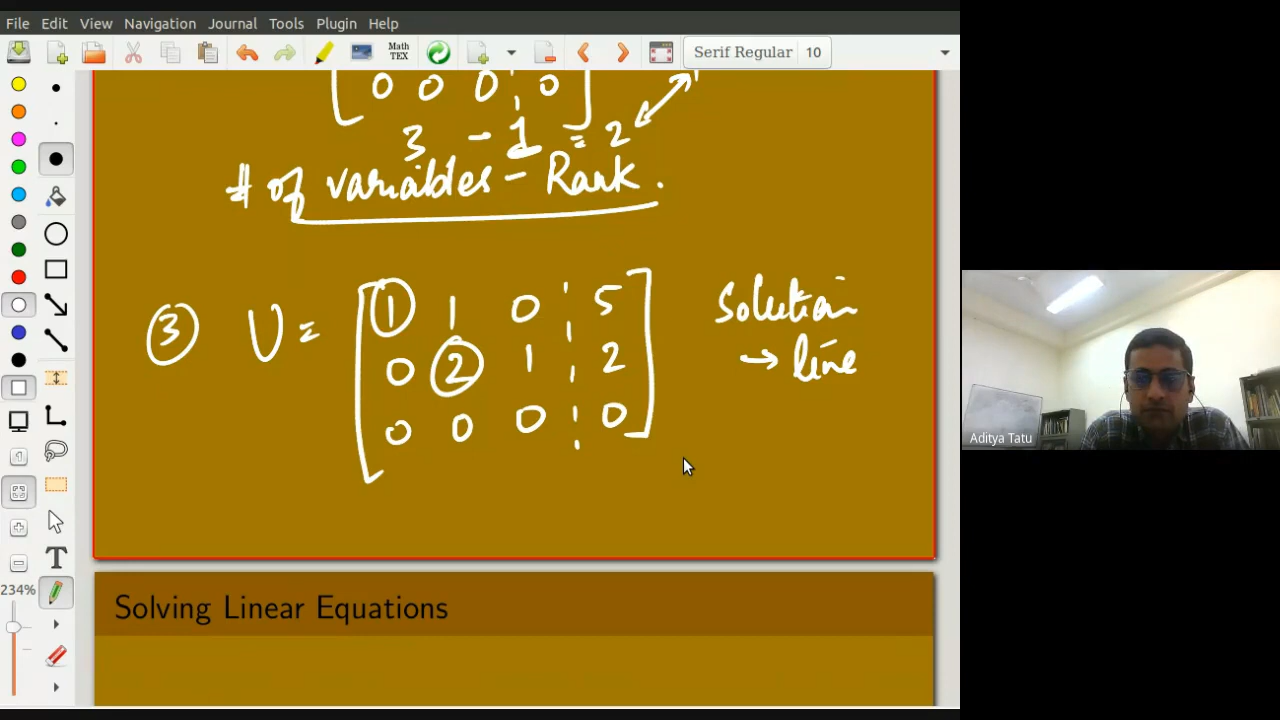 File Edit View Navigation Journal Tools Plugin Help
Math TEX
Serif Regular 10
0 0 0 0
3 - 1 = 2
# of variables - Rank.
③ U = 1 1 0 5 Solution
0 2 1 2 → line
0 0 0 0
234%
Solving Linear Equations
Aditya Tatu